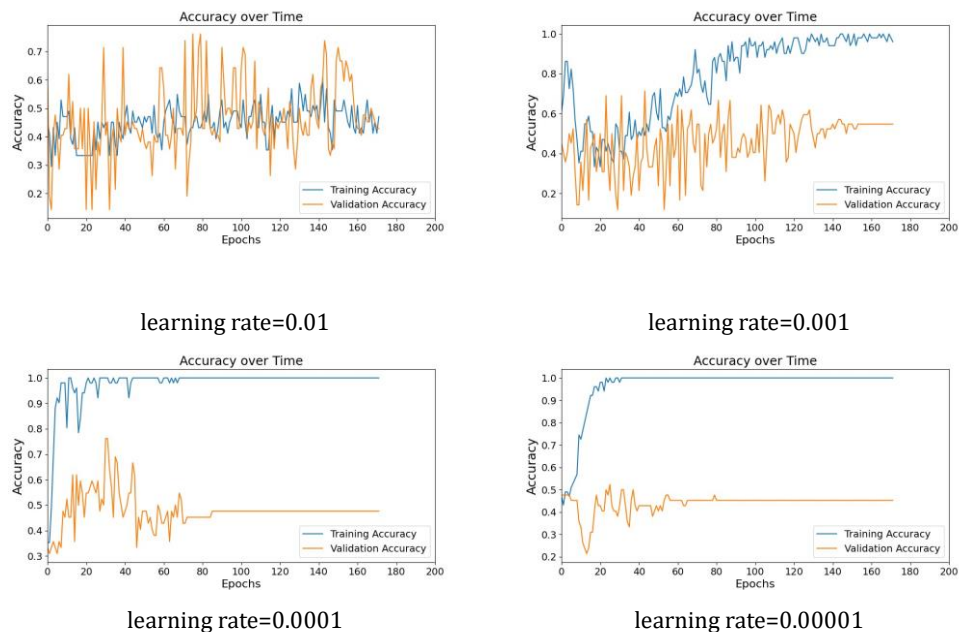 Accuracy over Time
Accuracy
0.7
0.6
0.5
0.4
0.3
0.2
Training Accuracy
Validation Accuracy
0 20 40 60 80 100 120 140 160 180 200
Epochs
learning rate=0.01
Accuracy over Time
Accuracy
1.0
0.8
0.6
0.4
0.2
Training Accuracy
Validation Accuracy
0 20 40 60 80 100 120 140 160 180 200
Epochs
learning rate=0.001
Accuracy over Time
Accuracy
1.0
0.9
0.8
0.7
0.6
0.5
0.4
0.3
Training Accuracy
Validation Accuracy
0 20 40 60 80 100 120 140 160 180 200
Epochs
learning rate=0.0001
Accuracy over Time
Accuracy
1.0
0.9
0.8
0.7
0.6
0.5
0.4
0.3
0.2
Training Accuracy
Validation Accuracy
0 20 40 60 80 100 120 140 160 180 200
Epochs
learning rate=0.00001